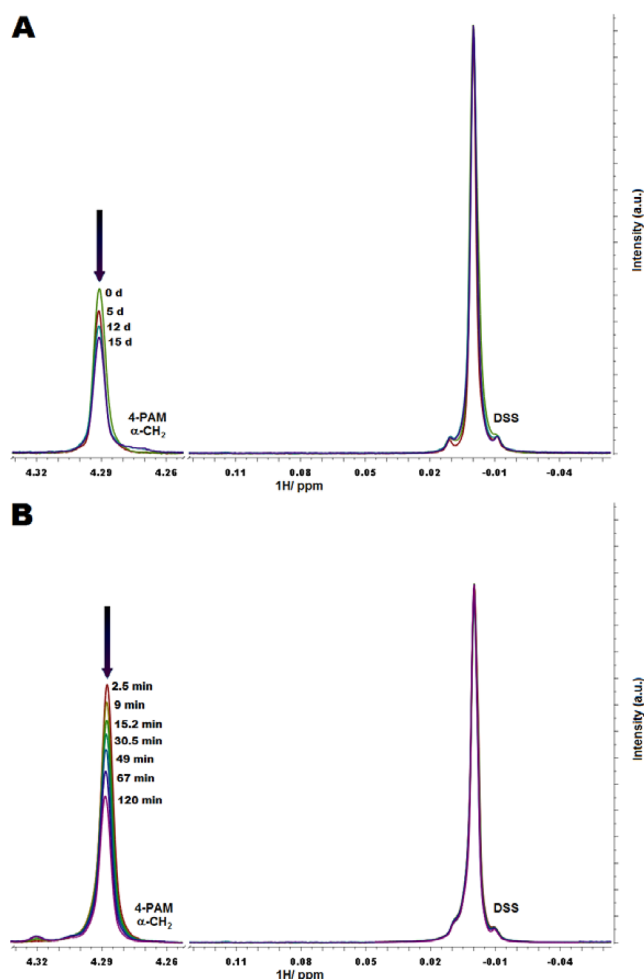 A
Intensity (a.u.)
0 d
5 d
12 d
15 d
4-PAM
α-CH₂
DSS
4.32 4.29 4.26 0.11 0.08 0.05 0.02 -0.01 -0.04
1H/ ppm
B
Intensity (a.u.)
2.5 min
9 min
15.2 min
30.5 min
49 min
67 min
120 min
4-PAM
α-CH₂
DSS
4.32 4.29 4.26 0.11 0.08 0.05 0.02 -0.01 -0.04
1H/ ppm